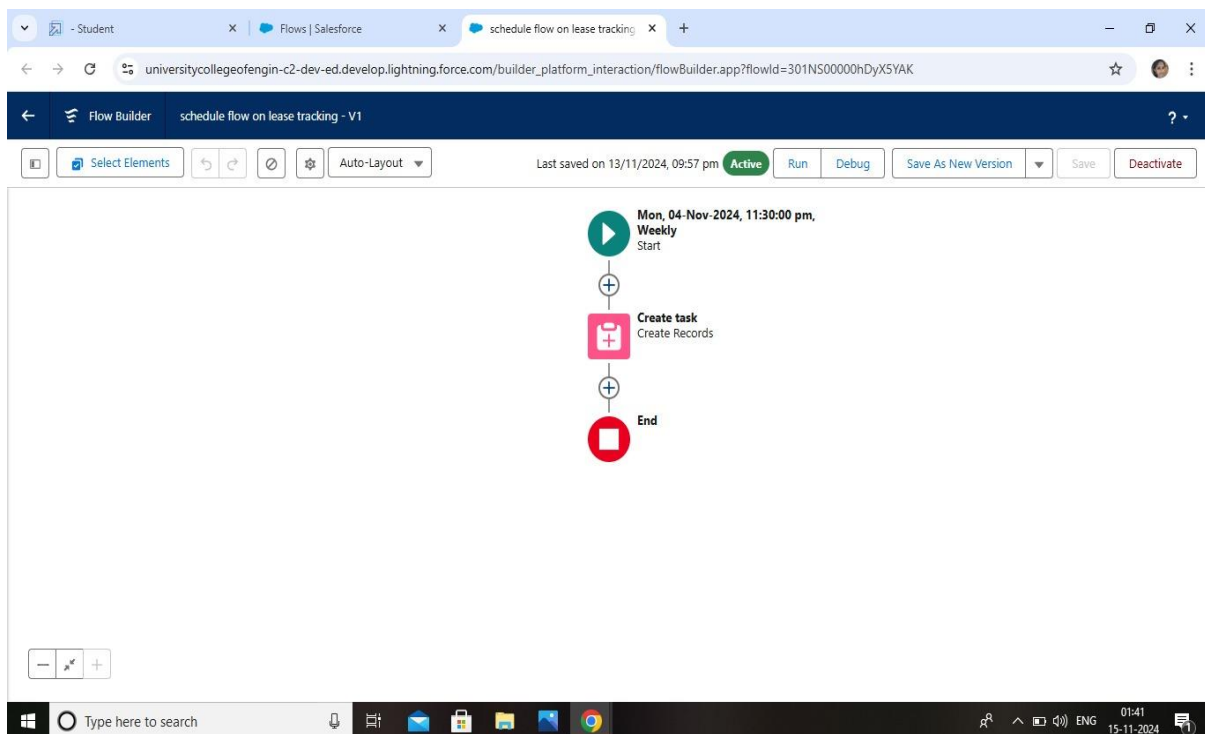 - Student
Flows | Salesforce
schedule flow on lease tracking
universitycollegeofengin-c2-dev-ed.develop.lightning.force.com/builder_platform_interaction/flowBuilder.app?flowId=301NS00000hDyX5YAK
Flow Builder schedule flow on lease tracking - V1
?
Select Elements Auto-Layout Last saved on 13/11/2024, 09:57 pm Active Run Debug Save As New Version Save Deactivate
Mon, 04-Nov-2024, 11:30:00 pm,
Weekly
Start
Create task
Create Records
End
Type here to search
ENG
01:41
15-11-2024
1